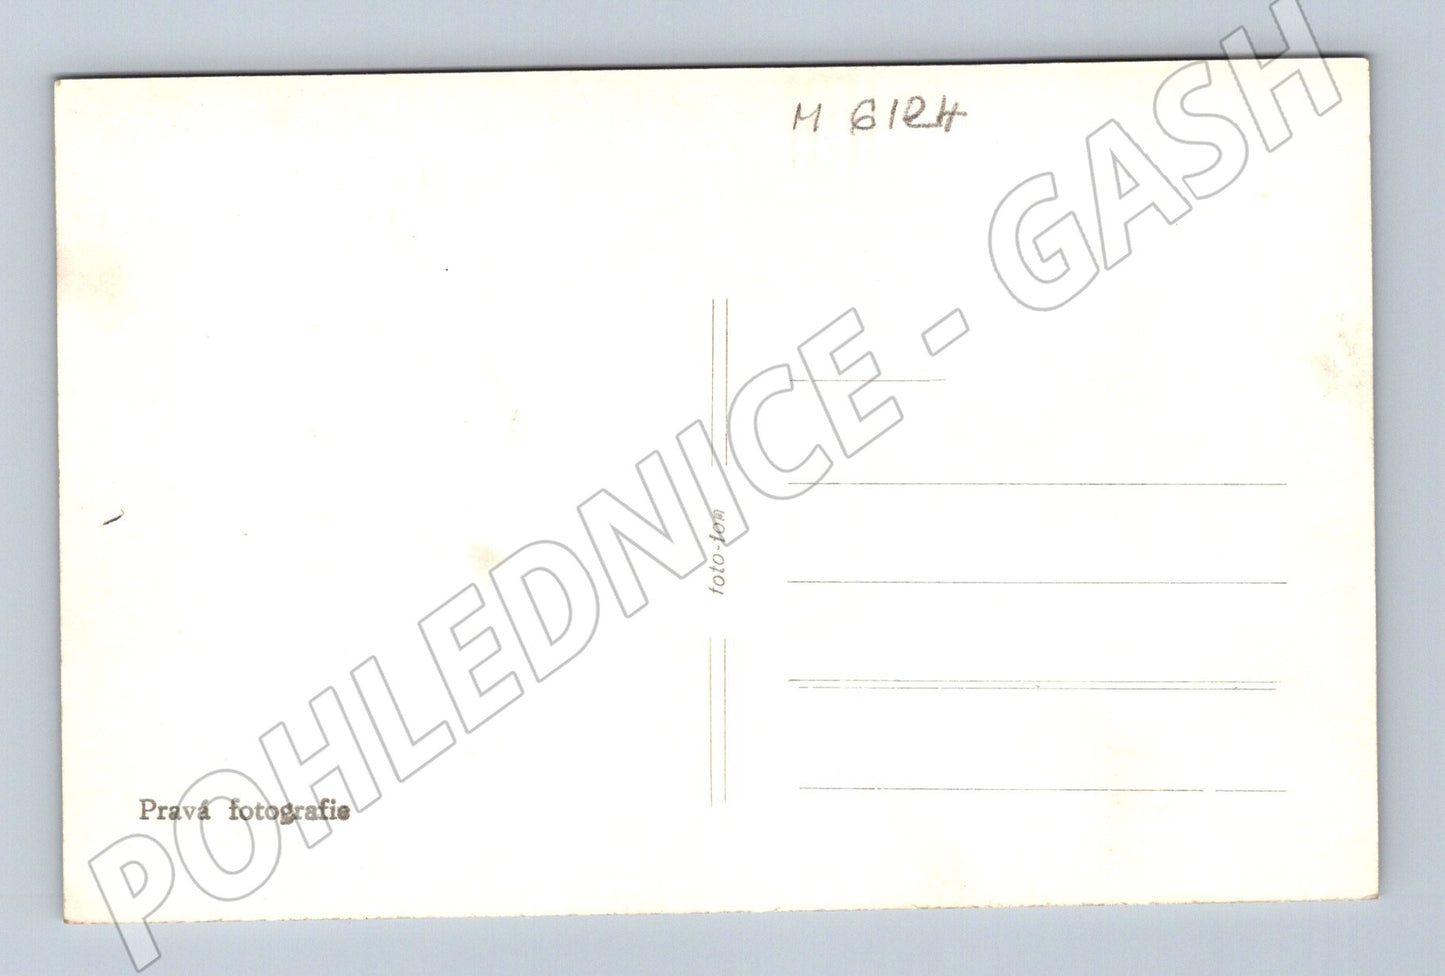 M 6124
foto-fon
Pravá fotografie
POHLEDNICE - GASH